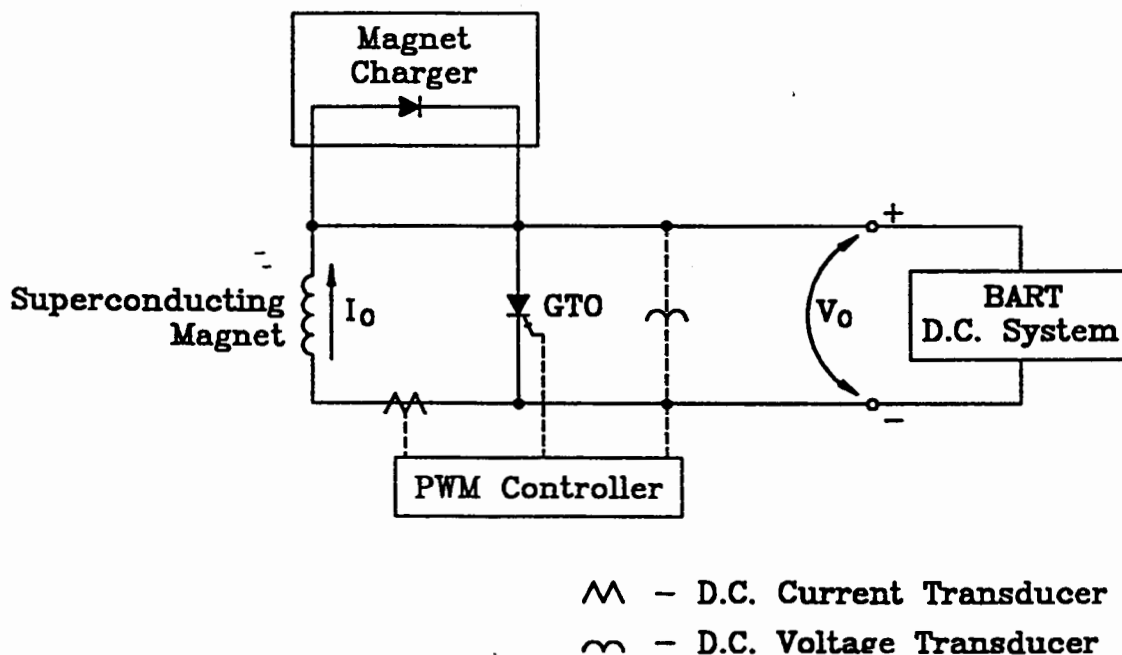 Magnet
Charger
+
Superconducting
Magnet
I₀
GTO
V₀
BART
D.C. System
−
PWM Controller
– D.C. Current Transducer
– D.C. Voltage Transducer